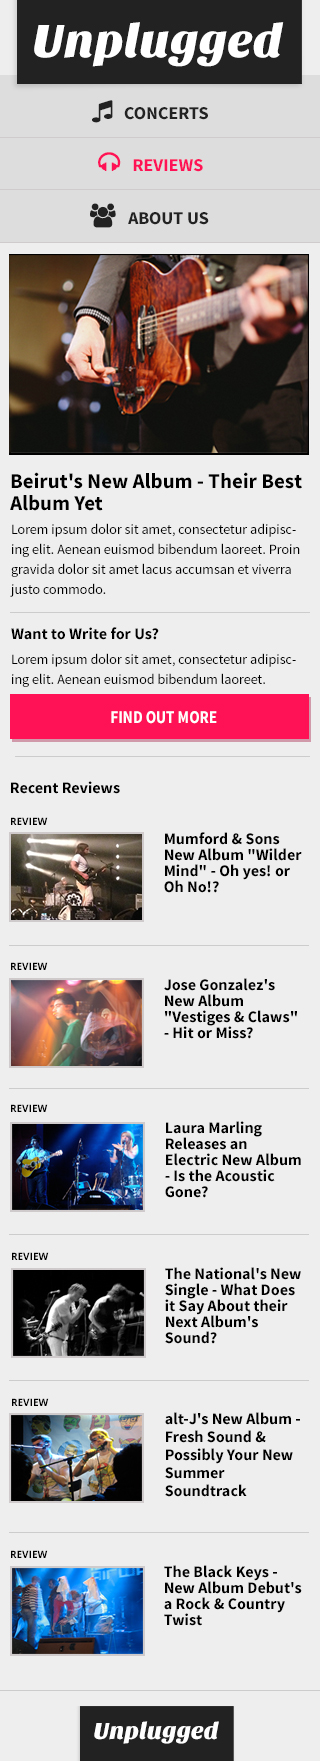 Unplugged
CONCERTS
REVIEWS
ABOUT US
Beirut's New Album - Their Best
Album Yet
Lorem ipsum dolor sit amet, consectetur adipisc-
ing elit. Aenean euismod bibendum laoreet. Proin
gravida dolor sit amet lacus accumsan et viverra
justo commodo.
Want to Write for Us?
Lorem ipsum dolor sit amet, consectetur adipisc-
ing elit. Aenean euismod bibendum laoreet.
FIND OUT MORE
Recent Reviews
REVIEW
Mumford & Sons
New Album "Wilder
Mind" - Oh yes! or
Oh No!?
REVIEW
Jose Gonzalez's
New Album
"Vestiges & Claws"
- Hit or Miss?
REVIEW
Laura Marling
Releases an
Electric New Album
- Is the Acoustic
Gone?
REVIEW
The National's New
Single - What Does
it Say About their
Next Album's
Sound?
REVIEW
alt-J's New Album -
Fresh Sound &
Possibly Your New
Summer
Soundtrack
REVIEW
The Black Keys -
New Album Debut's
a Rock & Country
Twist
Unplugged